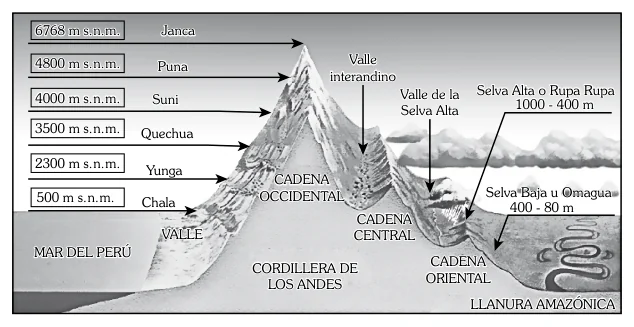 6768 m s.n.m. Janca
4800 m s.n.m. Puna
4000 m s.n.m. Suni
3500 m s.n.m. Quechua
2300 m s.n.m. Yunga
500 m s.n.m. Chala
Valle
interandino
Valle de la
Selva Alta
Selva Alta o Rupa Rupa
1000 - 400 m
Selva Baja u Omagua
400 - 80 m
CADENA
OCCIDENTAL
CADENA
CENTRAL
CADENA
ORIENTAL
VALLE
MAR DEL PERÚ
CORDILLERA DE
LOS ANDES
LLANURA AMAZÓNICA